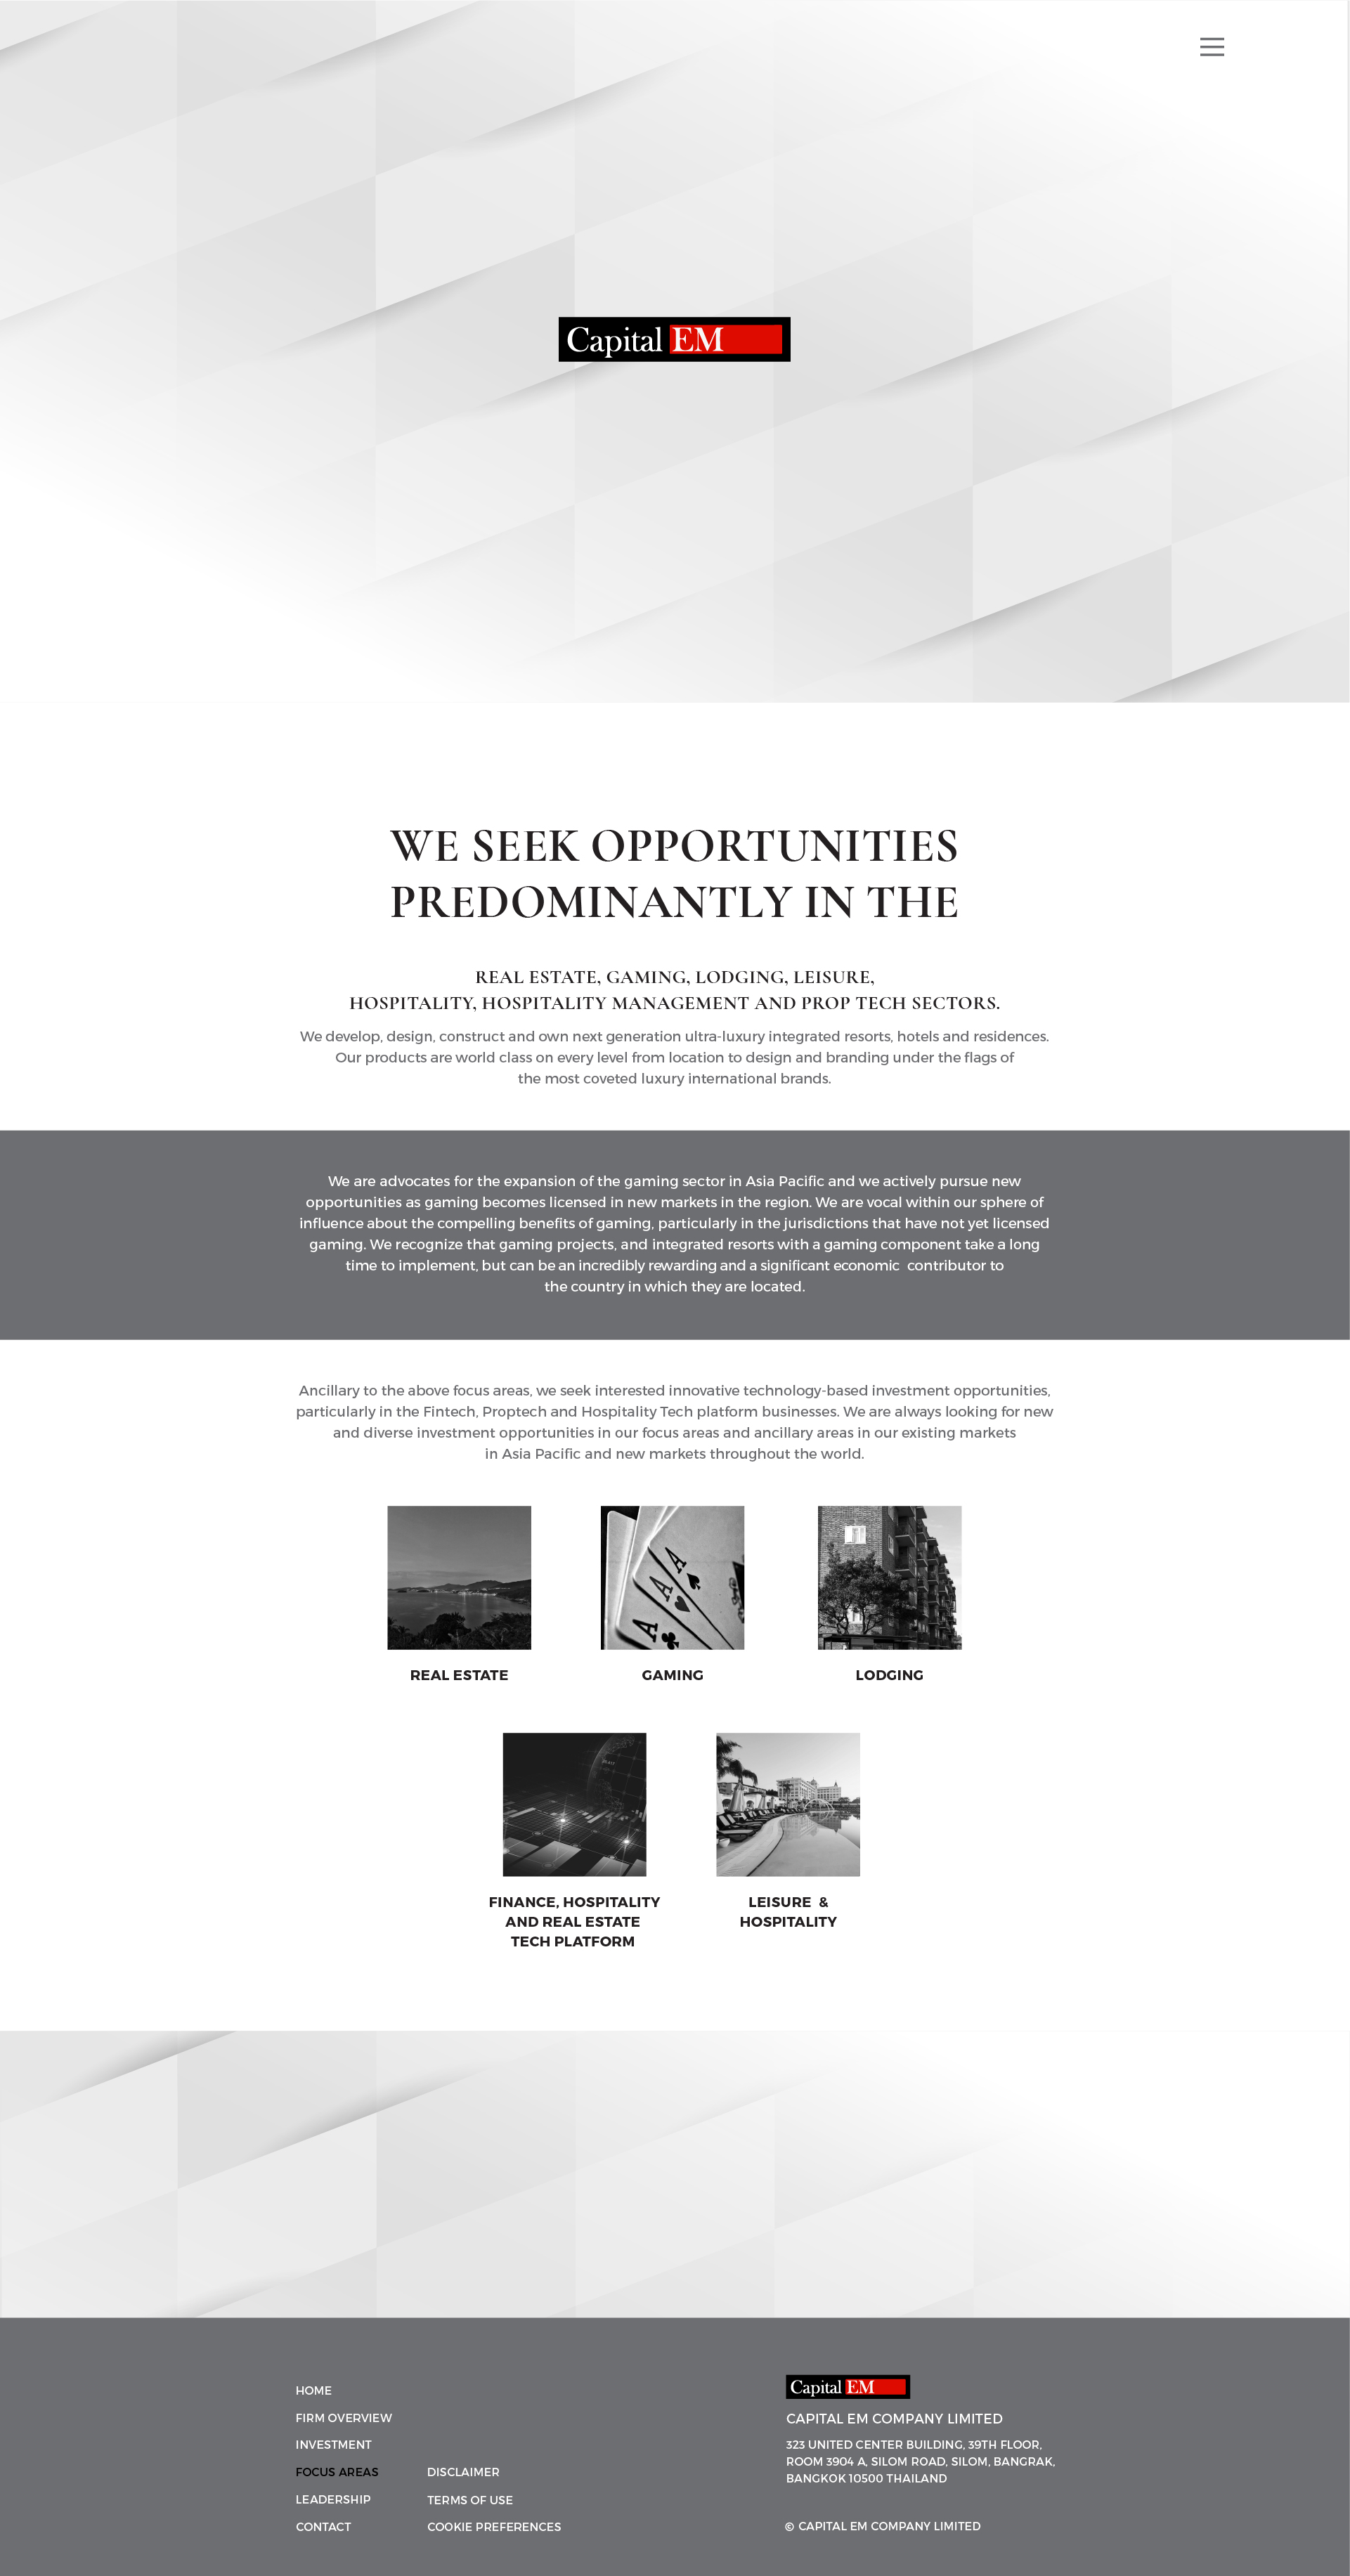 Capital EM
WE SEEK OPPORTUNITIES
PREDOMINANTLY IN THE
REAL ESTATE, GAMING, LODGING, LEISURE,
HOSPITALITY, HOSPITALITY MANAGEMENT AND PROP TECH SECTORS.
We develop, design, construct and own next generation ultra-luxury integrated resorts, hotels and residences.
Our products are world class on every level from location to design and branding under the flags of
the most coveted luxury international brands.
We are advocates for the expansion of the gaming sector in Asia Pacific and we actively pursue new
opportunities as gaming becomes licensed in new markets in the region. We are vocal within our sphere of
influence about the compelling benefits of gaming, particularly in the jurisdictions that have not yet licensed
gaming. We recognize that gaming projects, and integrated resorts with a gaming component take a long
time to implement, but can be an incredibly rewarding and a significant economic contributor to
the country in which they are located.
Ancillary to the above focus areas, we seek interested innovative technology-based investment opportunities,
particularly in the Fintech, Proptech and Hospitality Tech platform businesses. We are always looking for new
and diverse investment opportunities in our focus areas and ancillary areas in our existing markets
in Asia Pacific and new markets throughout the world.
A
A
A
REAL ESTATE
GAMING
LODGING
FINANCE, HOSPITALITY
AND REAL ESTATE
TECH PLATFORM
LEISURE &
HOSPITALITY
HOME
FIRM OVERVIEW
INVESTMENT
FOCUS AREAS
LEADERSHIP
CONTACT
DISCLAIMER
TERMS OF USE
COOKIE PREFERENCES
Capital EM
CAPITAL EM COMPANY LIMITED
323 UNITED CENTER BUILDING, 39TH FLOOR,
ROOM 3904 A, SILOM ROAD, SILOM, BANGRAK,
BANGKOK 10500 THAILAND
© CAPITAL EM COMPANY LIMITED